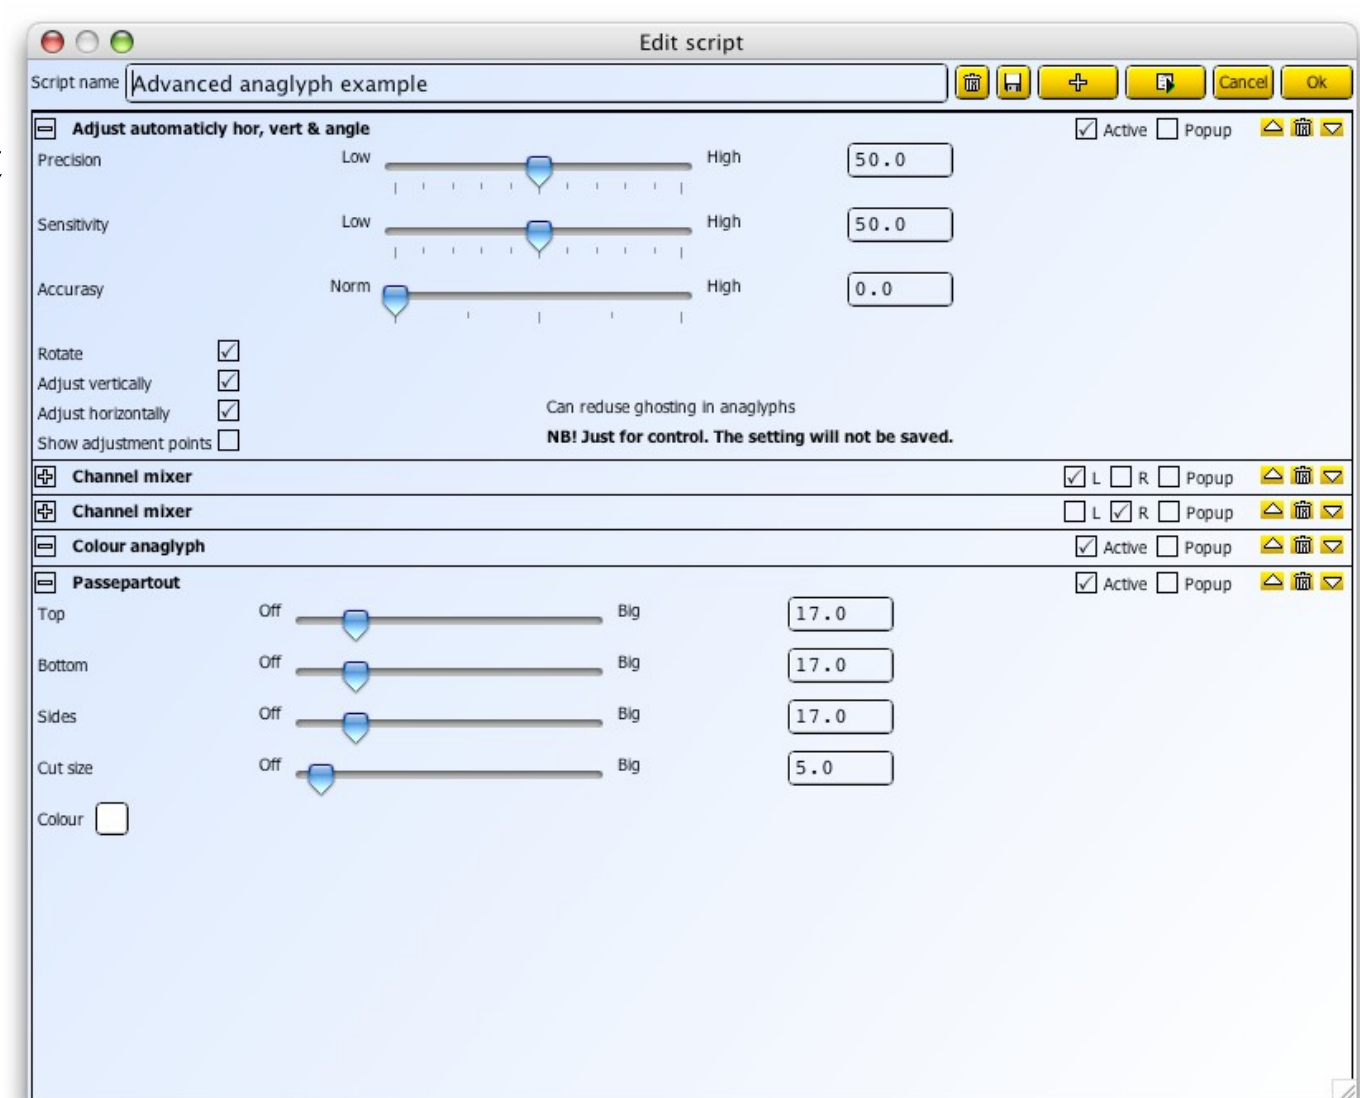 Edit script
Script name Advanced anaglyph example Cancel Ok
Adjust automaticly hor, vert & angle Active Popup
Precision Low High 50.0
Sensitivity Low High 50.0
Accurasy Norm High 0.0
Rotate
Adjust vertically
Adjust horizontally Can reduse ghosting in anaglyphs
Show adjustment points NB! Just for control. The setting will not be saved.
Channel mixer L R Popup
Channel mixer L R Popup
Colour anaglyph Active Popup
Passepartout Active Popup
Top Off Big 17.0
Bottom Off Big 17.0
Sides Off Big 17.0
Cut size Off Big 5.0
Colour